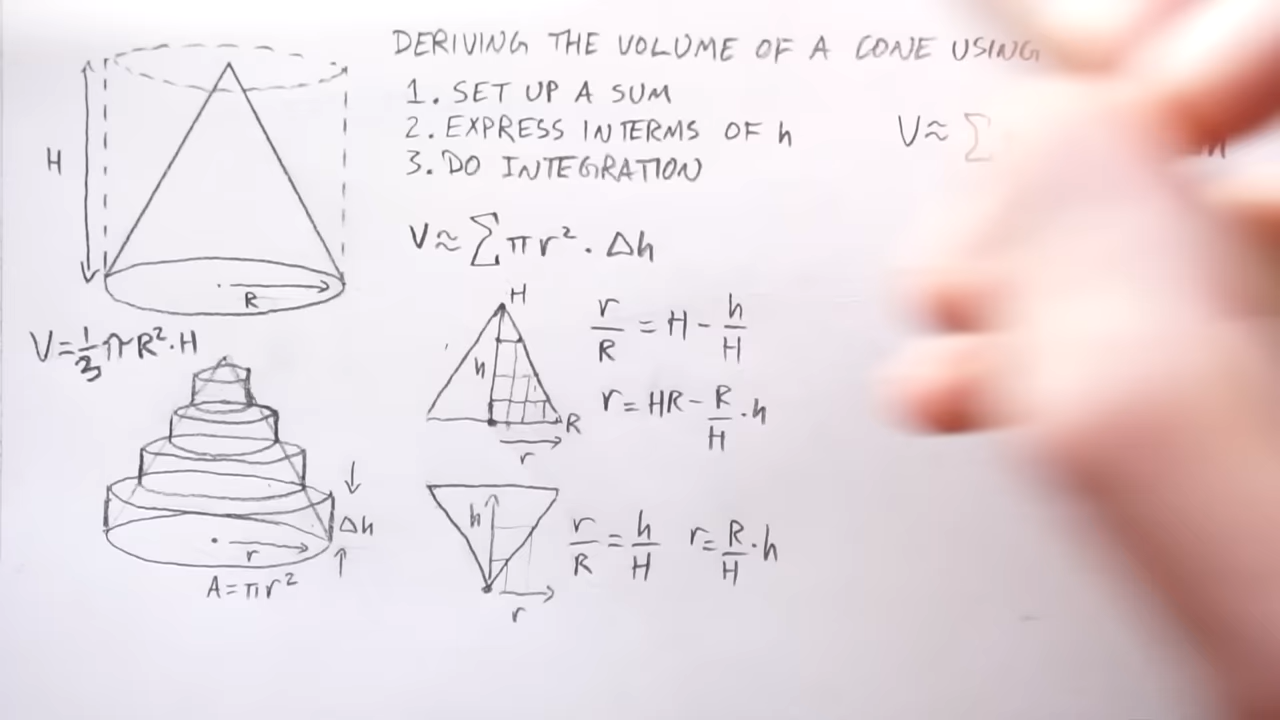 DERIVING THE VOLUME OF A CONE USING
1. SET UP A SUM
2. EXPRESS IN TERMS OF h
3. DO INTEGRATION
V≈ Σ
H
R
V=1/3 πR²·H
V≈ Σ πr²·Δh
H
h
R
r
r/R = H - h/H
r = HR - R/H · h
Δh
r
A=πr²
h
r
r/R = h/H r= R/H · h